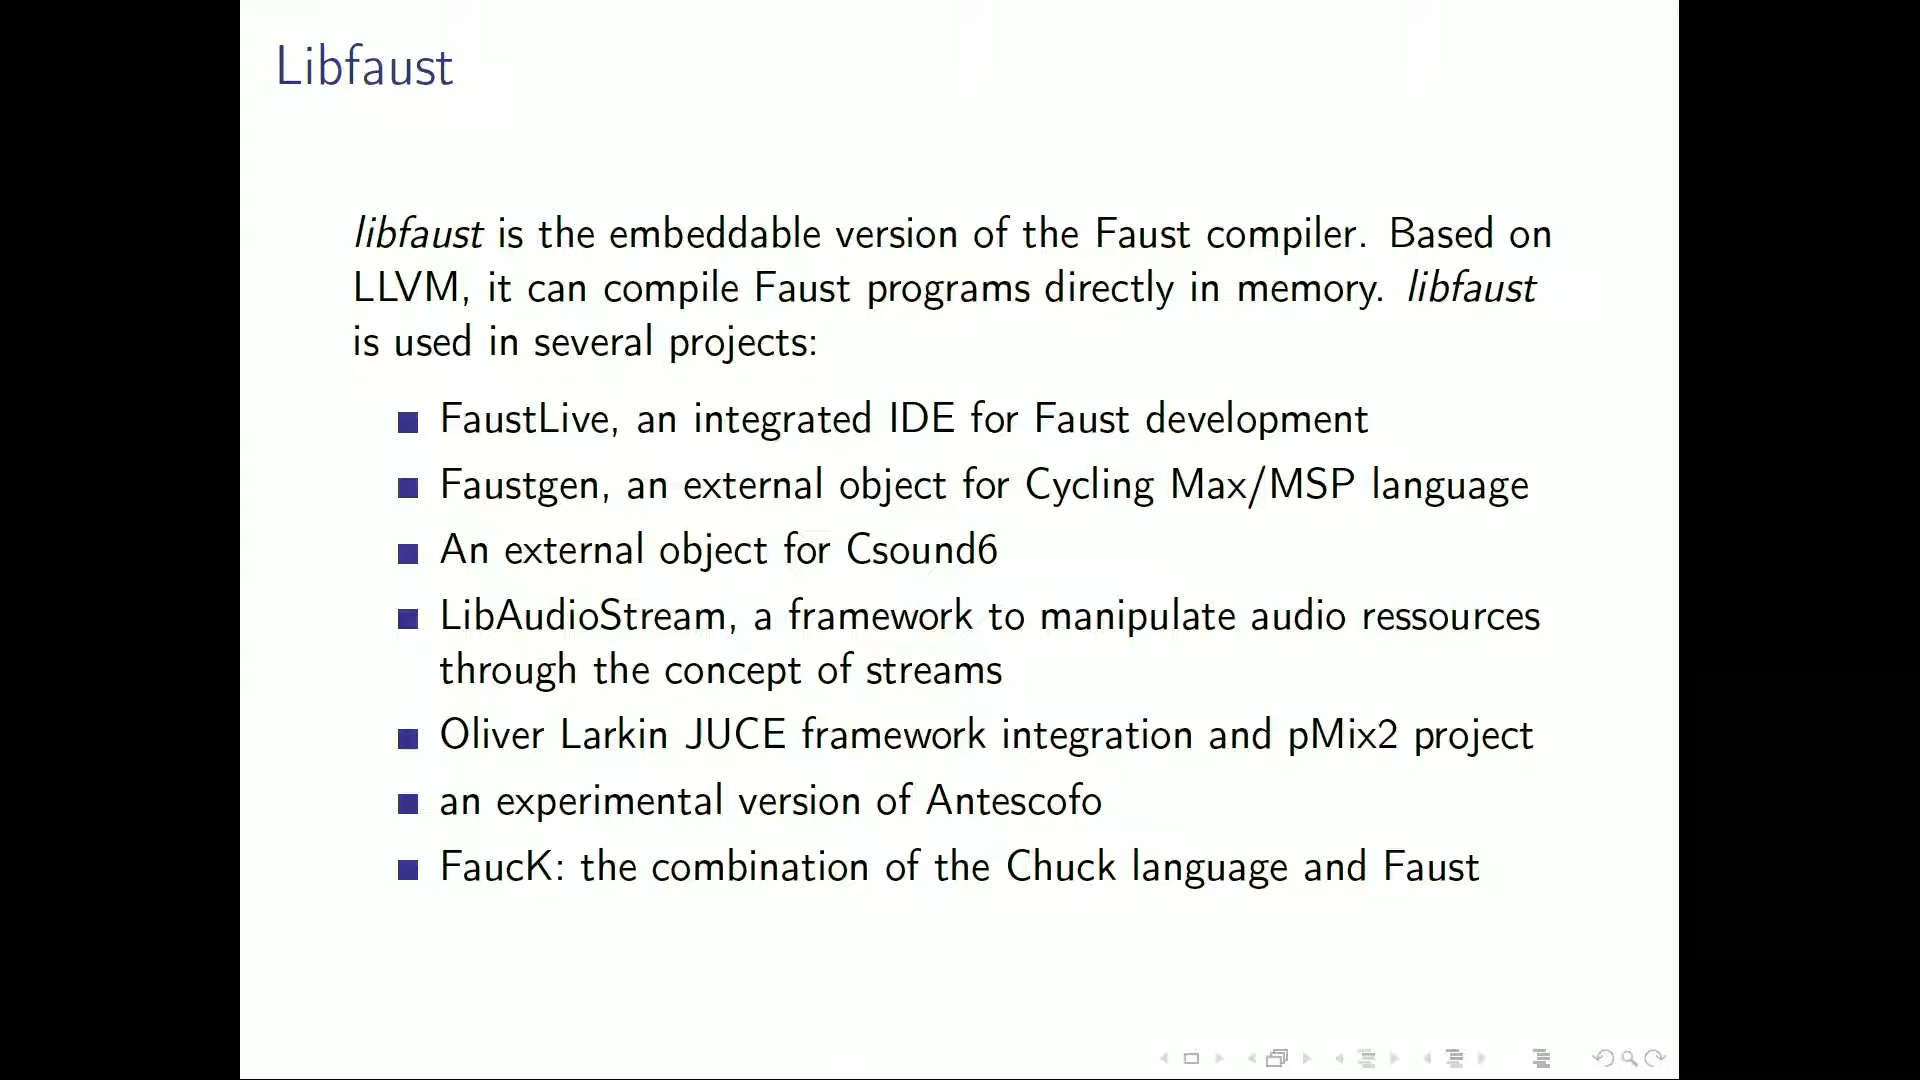 Libfaust
libfaust is the embeddable version of the Faust compiler. Based on
LLVM, it can compile Faust programs directly in memory. libfaust
is used in several projects:
FaustLive, an integrated IDE for Faust development
Faustgen, an external object for Cycling Max/MSP language
An external object for Csound6
LibAudioStream, a framework to manipulate audio ressources
through the concept of streams
Oliver Larkin JUCE framework integration and pMix2 project
an experimental version of Antescofo
FaucK: the combination of the Chuck language and Faust